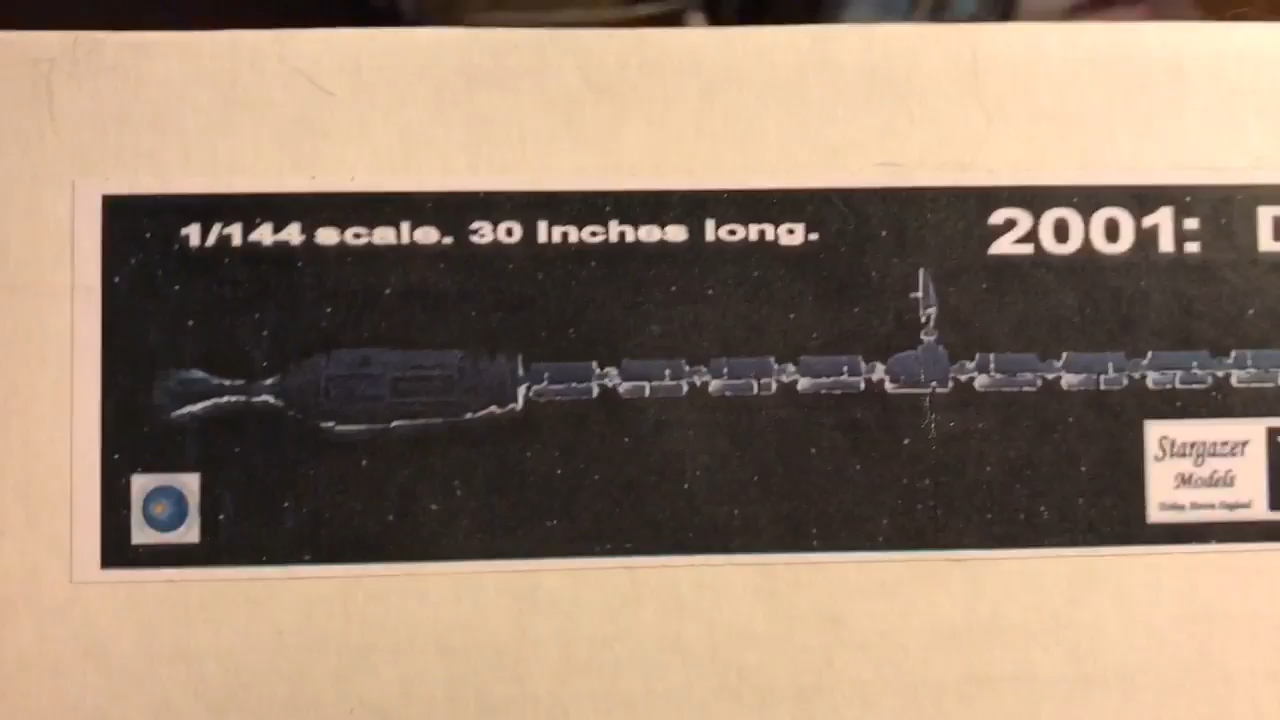 1/144 scale. 30 Inches long.
2001: D
Stargazer
Models